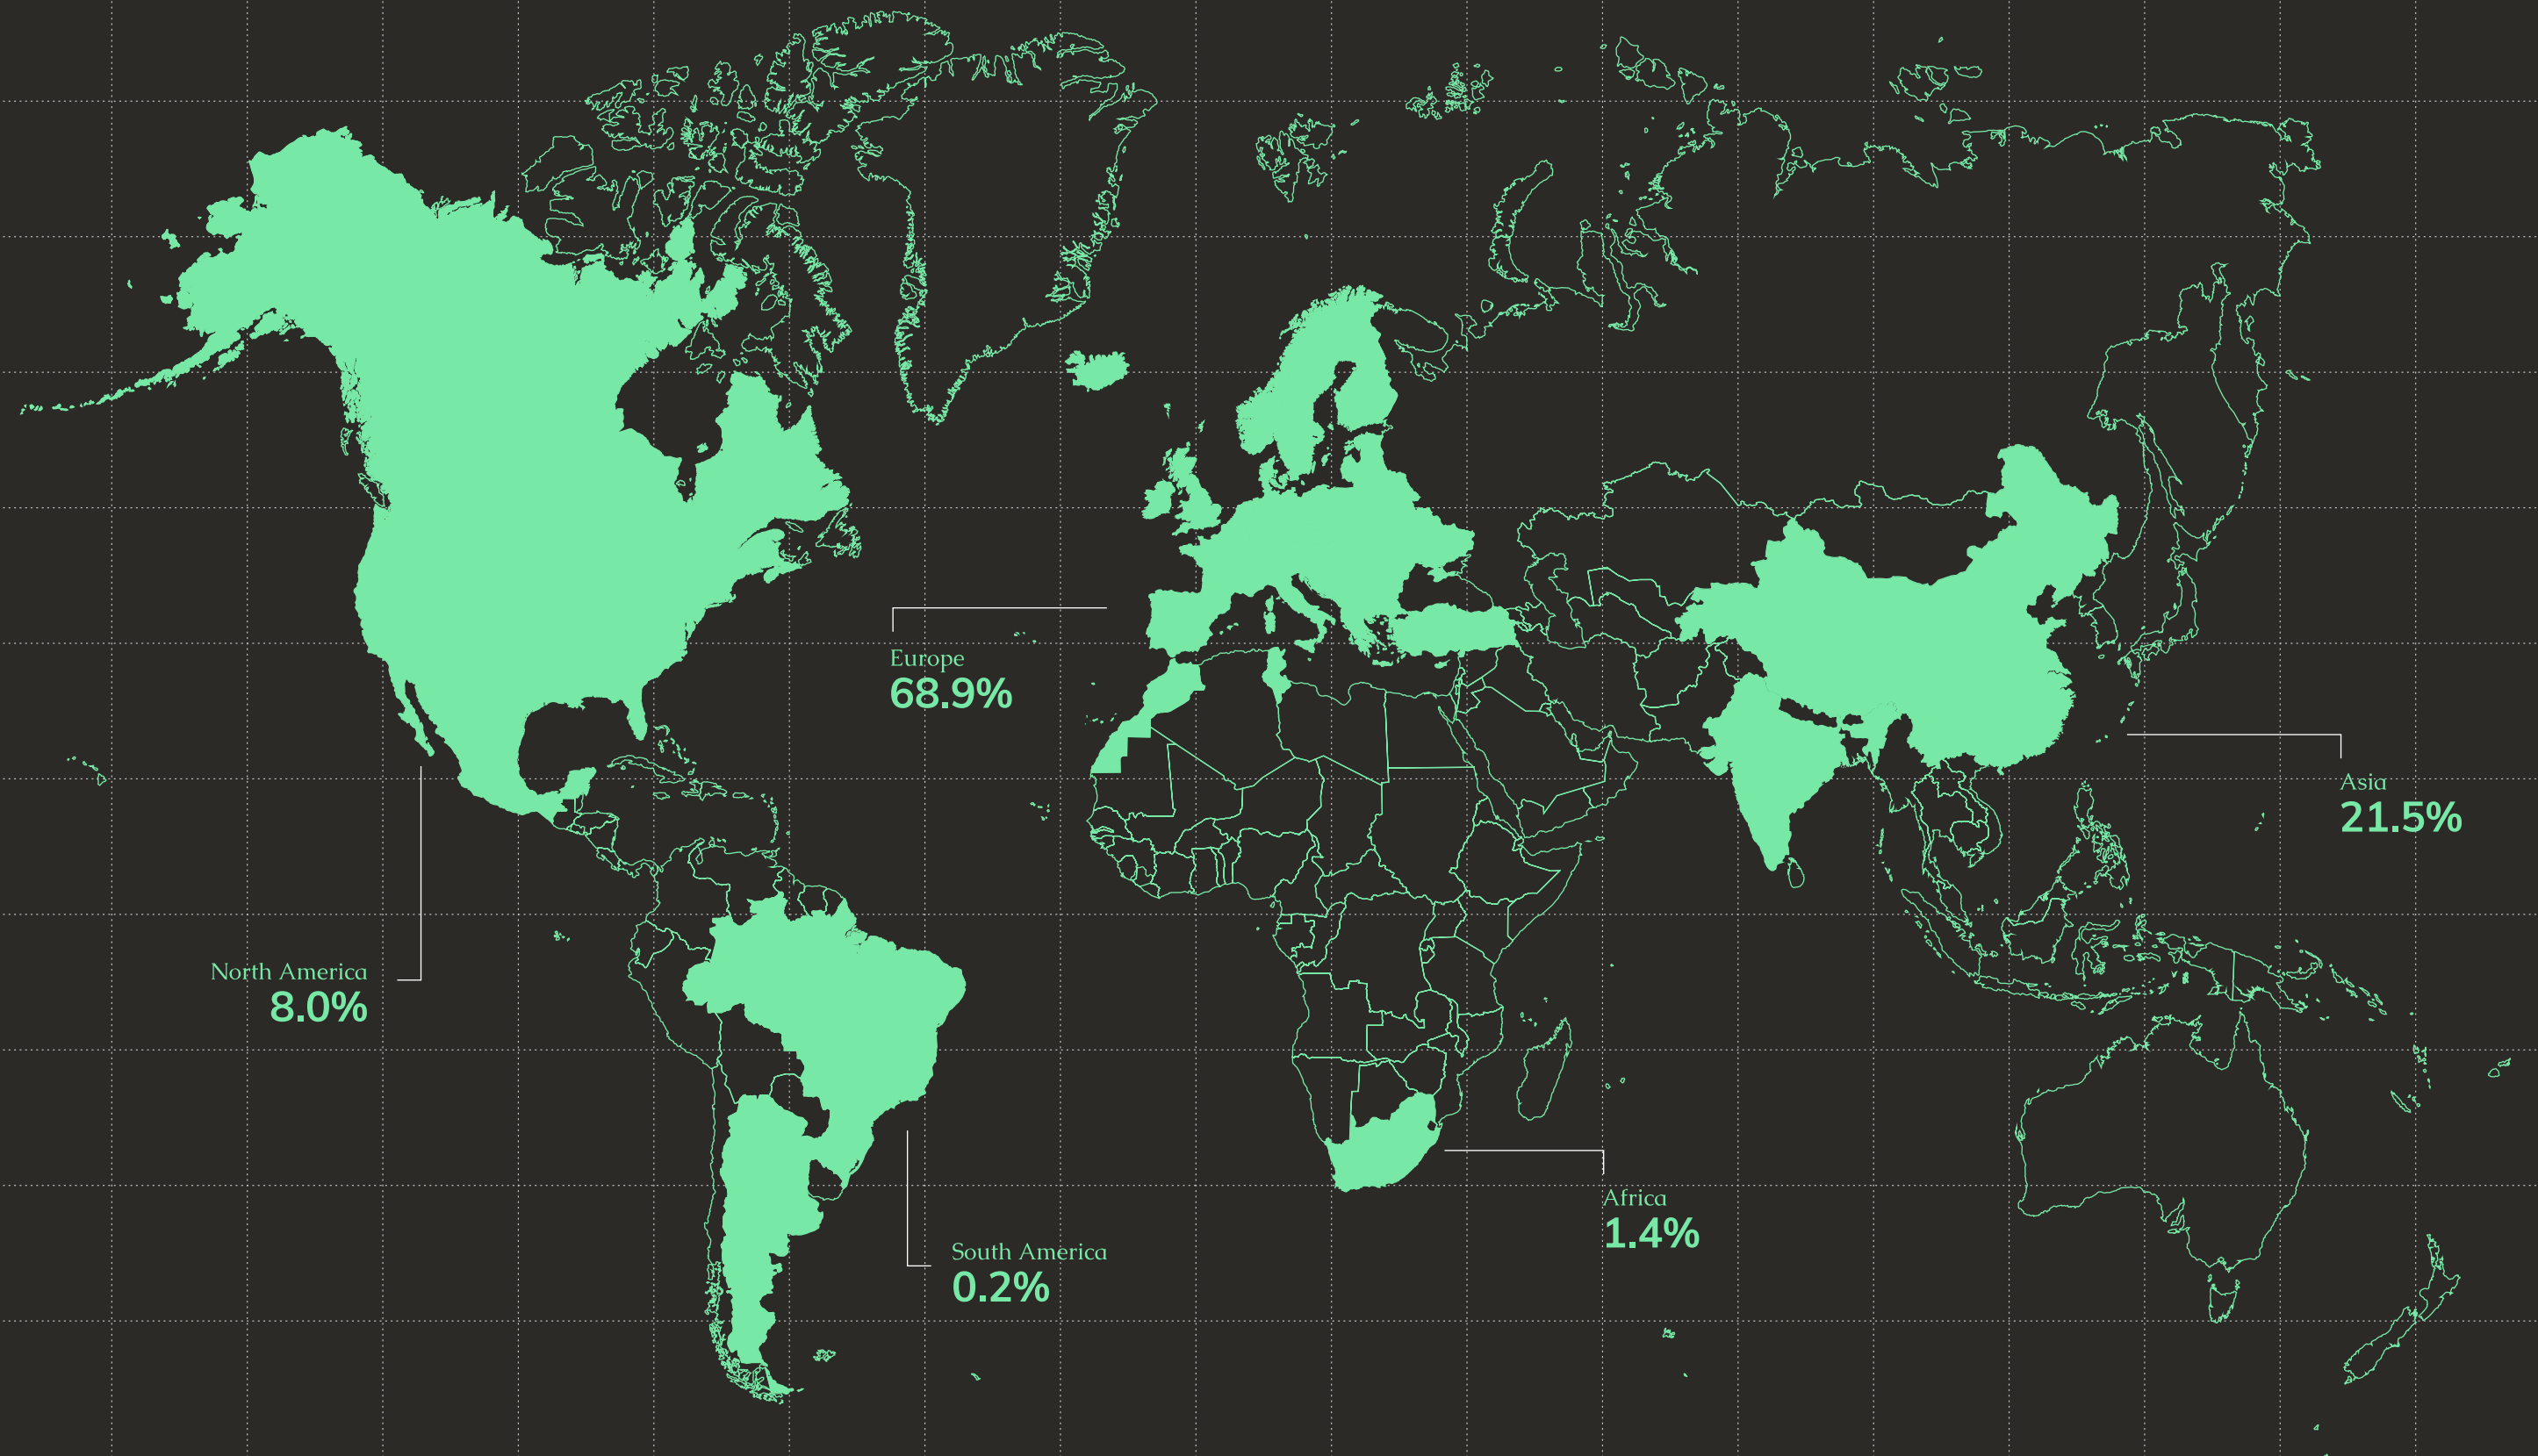 Europe
68.9%
Asia
21.5%
North America
8.0%
Africa
1.4%
South America
0.2%